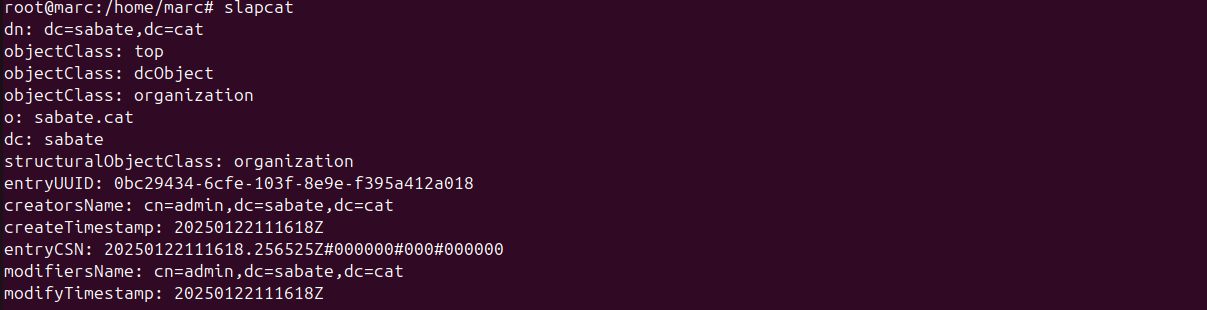 root@marc:/home/marc# slapcat
dn: dc=sabate,dc=cat
objectClass: top
objectClass: dcObject
objectClass: organization
o: sabate.cat
dc: sabate
structuralObjectClass: organization
entryUUID: 0bc29434-6cfe-103f-8e9e-f395a412a018
creatorsName: cn=admin,dc=sabate,dc=cat
createTimestamp: 20250122111618Z
entryCSN: 20250122111618.256525Z#000000#000#000000
modifiersName: cn=admin,dc=sabate,dc=cat
modifyTimestamp: 20250122111618Z